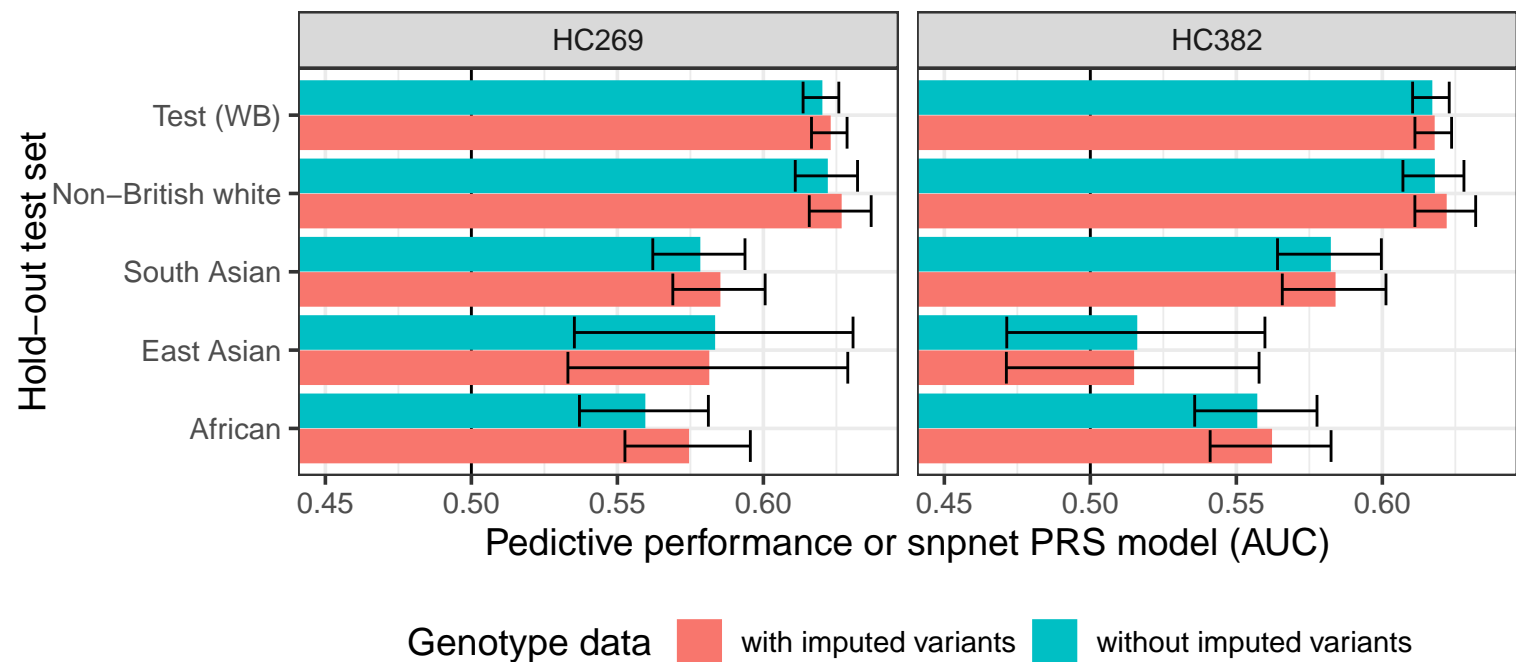 HC269
HC382
Hold−out test set
Test (WB)
Non−British white
South Asian
East Asian
African
0.45 0.50 0.55 0.60
0.45 0.50 0.55 0.60
Pedictive performance or snpnet PRS model (AUC)
Genotype data with imputed variants without imputed variants